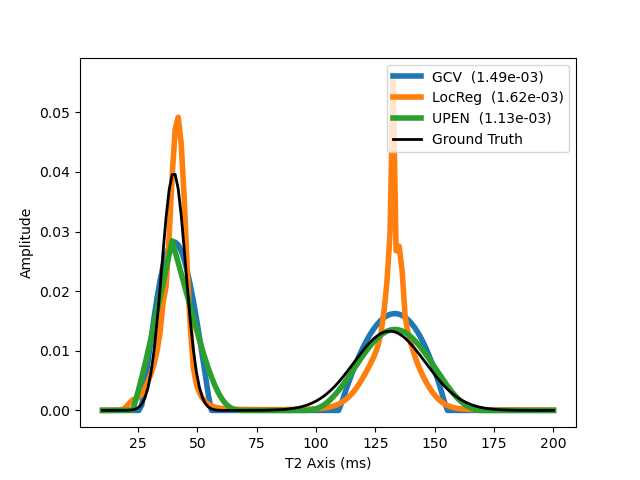 GCV (1.49e-03)
LocReg (1.62e-03)
UPEN (1.13e-03)
Ground Truth
0.05
0.04
0.03
0.02
0.01
0.00
Amplitude
25 50 75 100 125 150 175 200
T2 Axis (ms)